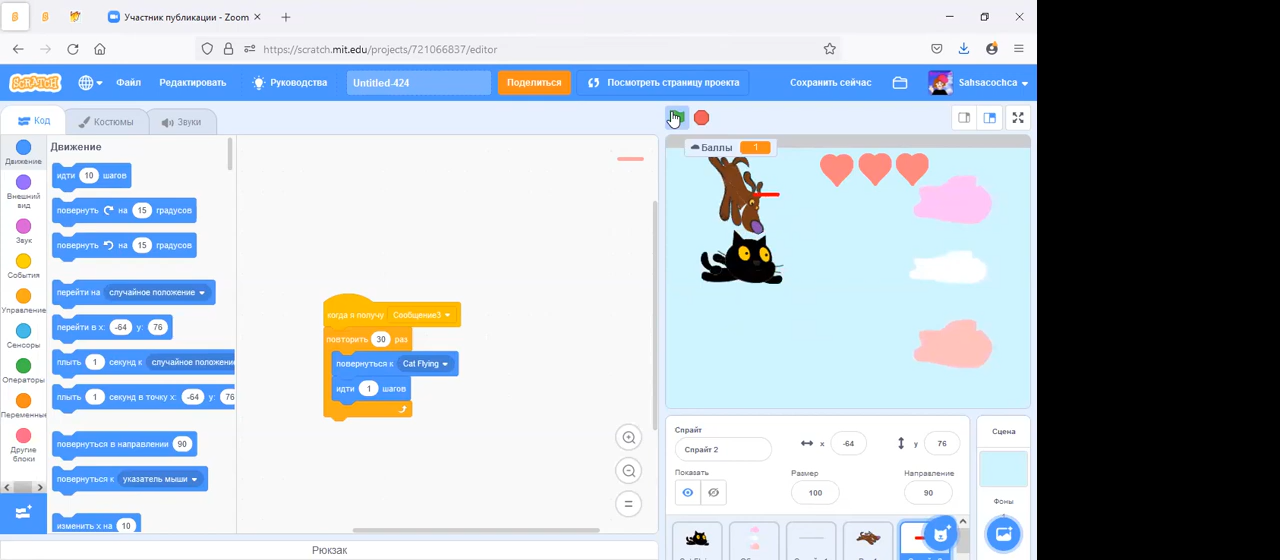 Участник публикации - Zoom
https://scratch.mit.edu/projects/721066837/editor
SCRATCH
Файл
Редактировать
Руководства
Untitled-424
Поделиться
Посмотреть страницу проекта
Сохранить сейчас
Sahsacochca
Код
Костюмы
Звуки
Движение
Внешний вид
Звук
События
Управление
Сенсоры
Операторы
Переменные
Другие блоки
Движение
идти 10 шагов
повернуть на 15 градусов
повернуть на 15 градусов
перейти на случайное положение
перейти в x: -64 y: 76
плыть 1 секунд к случайное положение
плыть 1 секунд в точку x: -64 y: 76
повернуться в направлении 90
повернуться к указатель мыши
изменить x на 10
когда я получу Сообщение3
повторить 30 раз
повернуться к Cat Flying
идти 1 шагов
Рюкзак
Баллы 1
Спрайт
Спрайт 2
x -64
y 76
Показать
Размер
100
Направление
90
Сцена
Фоны